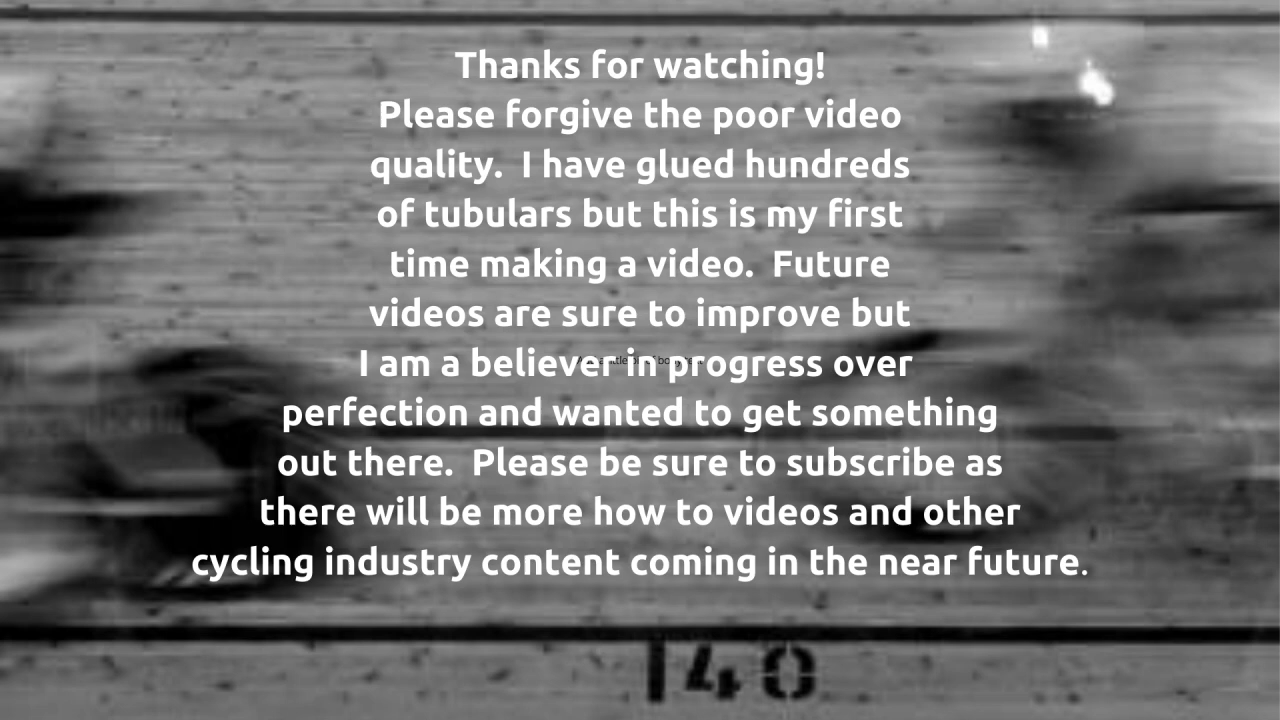 Thanks for watching!
Please forgive the poor video
quality.  I have glued hundreds
of tubulars but this is my first
time making a video.  Future
videos are sure to improve but
I am a believer in progress over
perfection and wanted to get something
out there.  Please be sure to subscribe as
there will be more how to videos and other
cycling industry content coming in the near future.
140